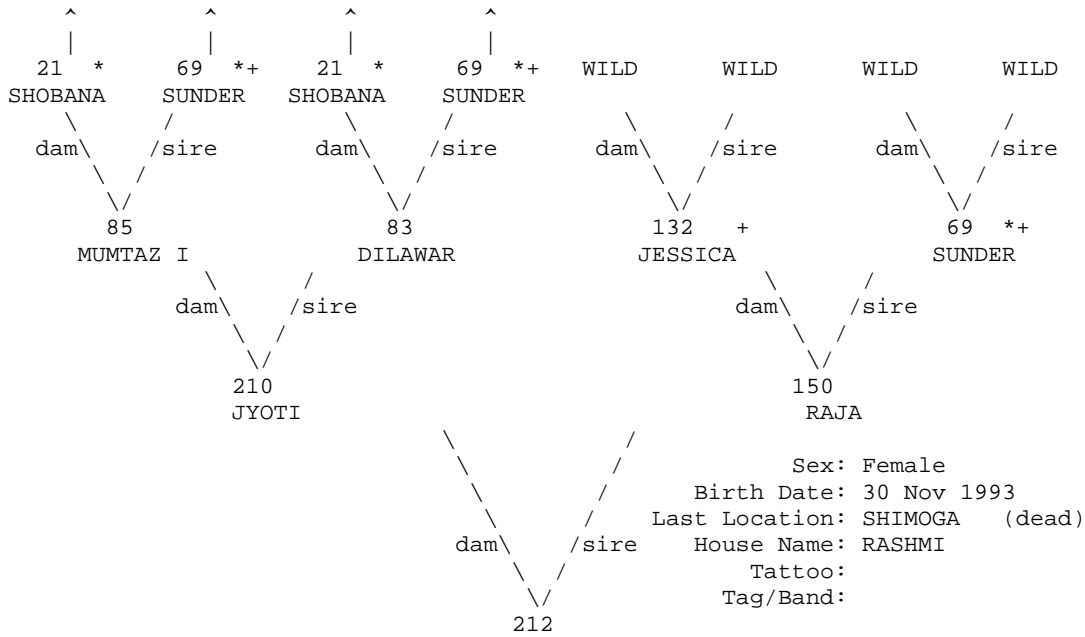 ^ ^ ^ ^
| | | |
21 * 69 *+ 21 * 69 *+ WILD WILD WILD WILD
SHOBANA SUNDER SHOBANA SUNDER
\ / \ / \ / \ /
dam\ /sire dam\ /sire dam\ /sire dam\ /sire
\ / \ / \ / \ /
\/ \/ \/ \/
85 83 132 + 69 *+
MUMTAZ I DILAWAR JESSICA SUNDER
\ / \ /
dam\ /sire dam\ /sire
\ / \ /
\/ \/
210 150
JYOTI RAJA
\ /
\ / Sex: Female
\ / Birth Date: 30 Nov 1993
\ / Last Location: SHIMOGA (dead)
dam\ /sire House Name: RASHMI
\ / Tattoo:
\/ Tag/Band:
212